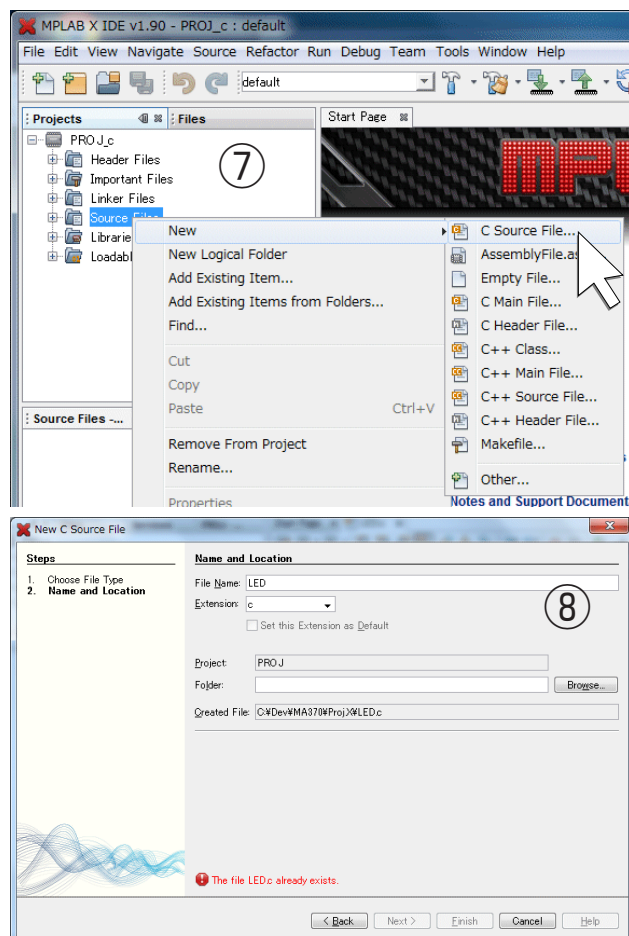 MPLAB X IDE v1.90 - PROJ_c : default
File Edit View Navigate Source Refactor Run Debug Team Tools Window Help
default
Projects
Files
Start Page
PROJ_c
Header Files
Important Files
Linker Files
Source Files
Librarie
Loadabl
⑦
New
New Logical Folder
Add Existing Item...
Add Existing Items from Folders...
Find...
Cut
Copy
Paste Ctrl+V
Remove From Project
Rename...
Properties
C Source File...
AssemblyFile.as
Empty File...
C Main File...
C Header File...
C++ Class...
C++ Main File...
C++ Source File...
C++ Header File...
Makefile...
Other...
Source Files -...
Notes and Support Document
New C Source File
Steps
1. Choose File Type
2. Name and Location
Name and Location
File Name: LED
Extension: c
Set this Extension as Default
⑧
Project: PROJ
Folder:
Browse...
Created File: C:¥Dev¥MA370¥Proj.X¥LED.c
The file LED.c already exists.
< Back Next > Finish Cancel Help